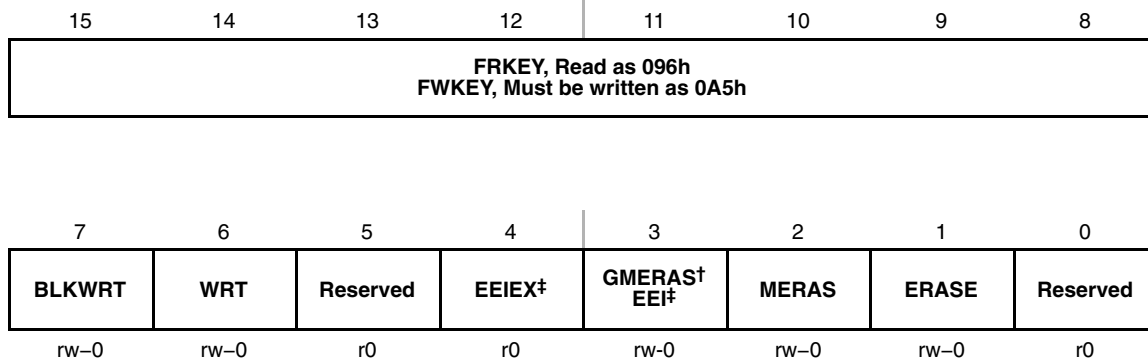 15 14 13 12 11 10 9 8
FRKEY, Read as 096h
FWKEY, Must be written as 0A5h
7 6 5 4 3 2 1 0
BLKWRT WRT Reserved EEIEX‡ GMERAS† EEI‡ MERAS ERASE Reserved
rw−0 rw−0 r0 r0 rw-0 rw−0 rw−0 r0